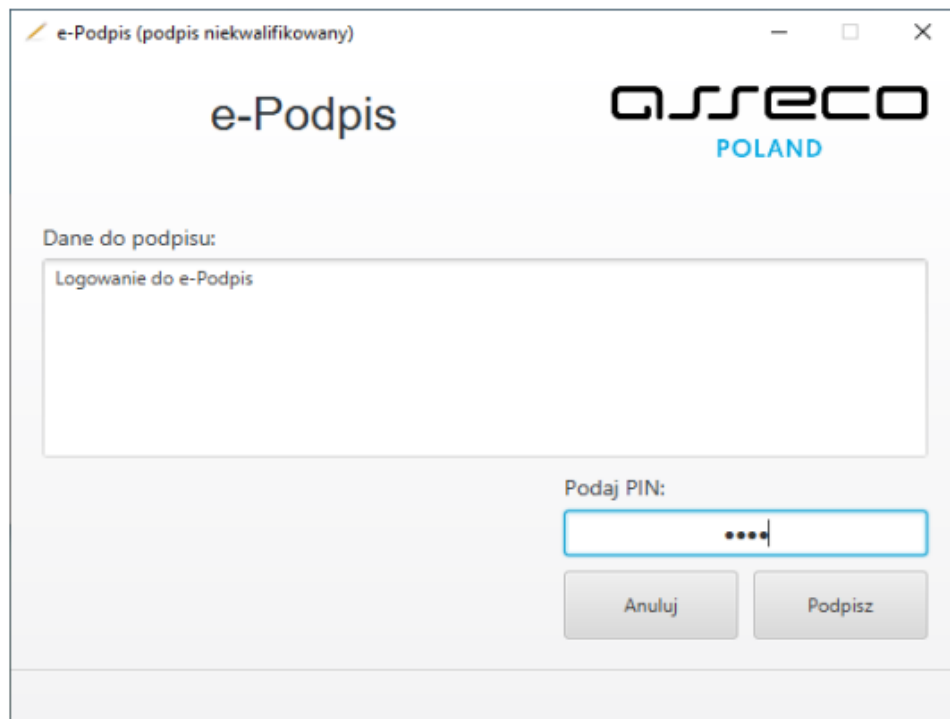 e-Podpis (podpis niekwalifikowany)
e-Podpis
asseco
POLAND
Dane do podpisu:
Logowanie do e-Podpis
Podaj PIN:
••••
Anuluj
Podpisz